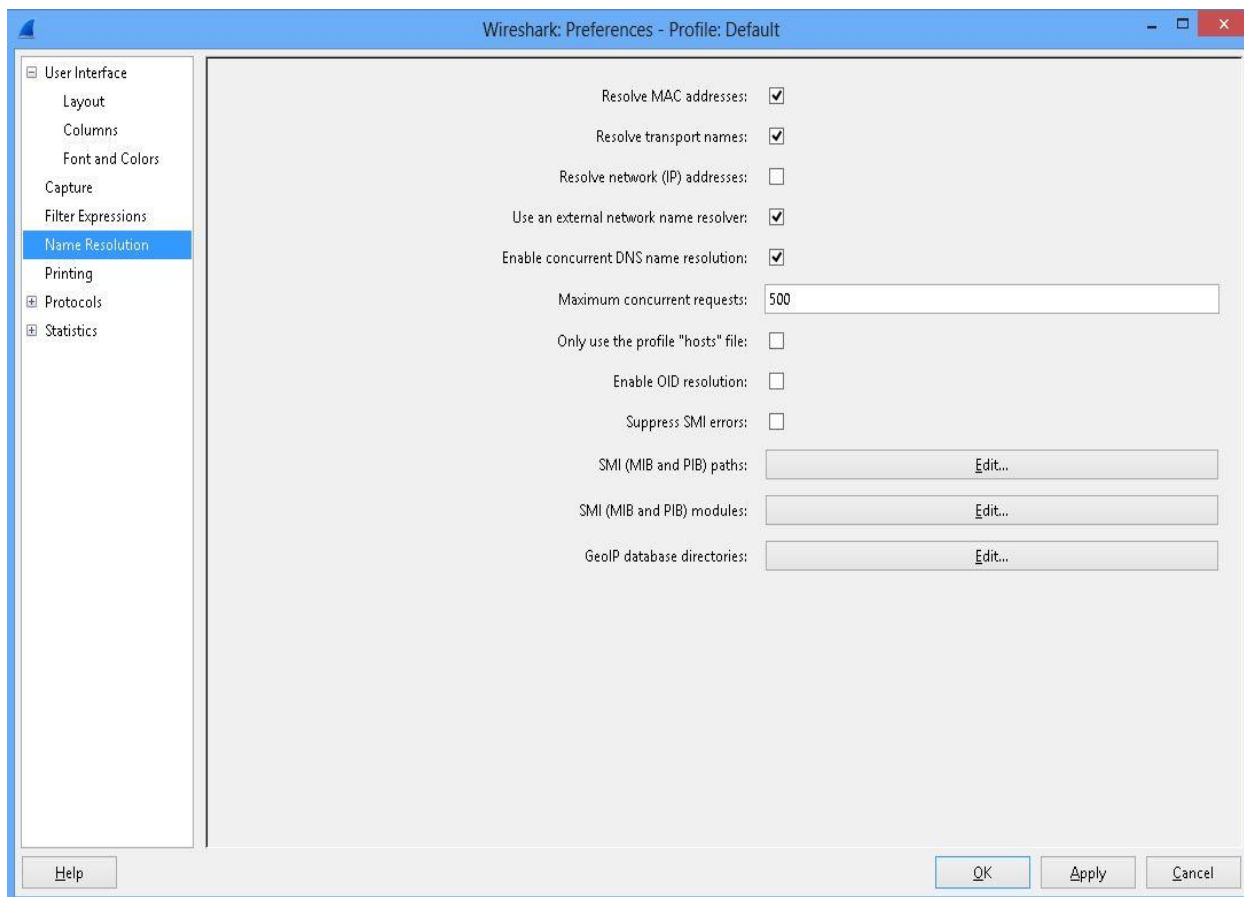 Wireshark: Preferences - Profile: Default
User Interface
Layout
Columns
Font and Colors
Capture
Filter Expressions
Name Resolution
Printing
Protocols
Statistics
Resolve MAC addresses:
Resolve transport names:
Resolve network (IP) addresses:
Use an external network name resolver:
Enable concurrent DNS name resolution:
Maximum concurrent requests: 500
Only use the profile "hosts" file:
Enable OID resolution:
Suppress SMI errors:
SMI (MIB and PIB) paths: Edit...
SMI (MIB and PIB) modules: Edit...
GeoIP database directories: Edit...
Help OK Apply Cancel